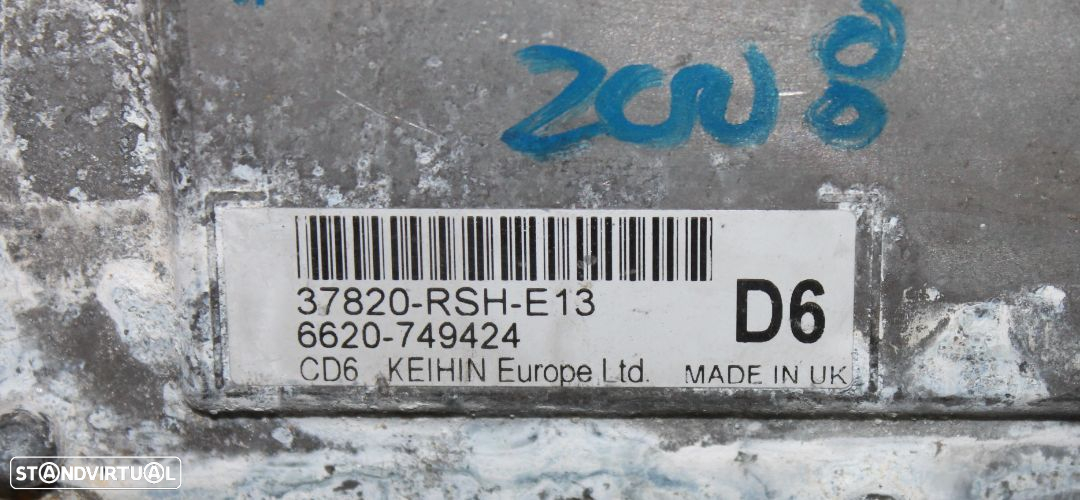 2008
37820-RSH-E13
6620-749424
D6
CD6 KEIHIN Europe Ltd. MADE IN UK
STANDVIRTUAL